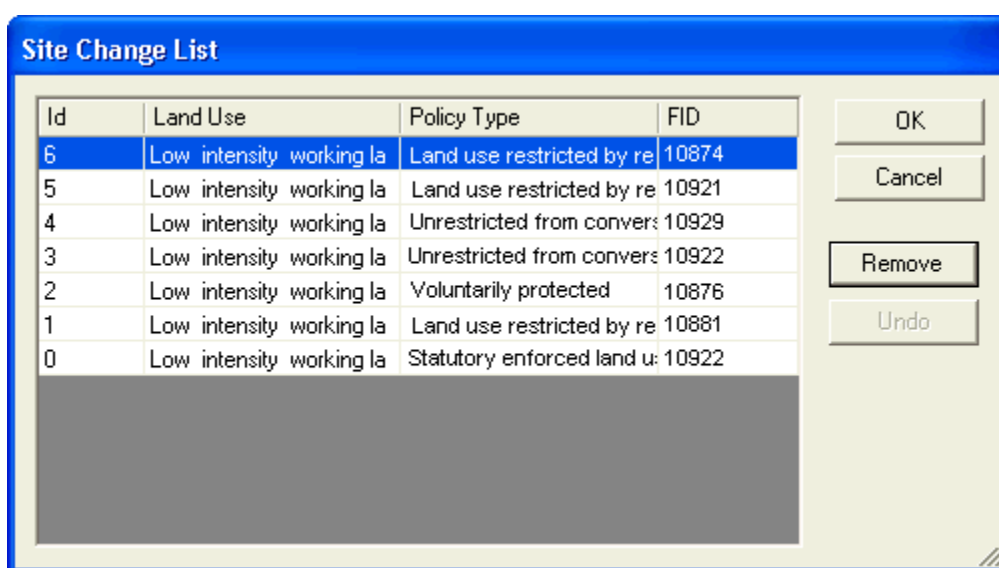 Site Change List
Id Land Use Policy Type FID
6 Low intensity working la Land use restricted by re 10874
5 Low intensity working la Land use restricted by re 10921
4 Low intensity working la Unrestricted from convers 10929
3 Low intensity working la Unrestricted from convers 10922
2 Low intensity working la Voluntarily protected 10876
1 Low intensity working la Land use restricted by re 10881
0 Low intensity working la Statutory enforced land u 10922
OK
Cancel
Remove
Undo